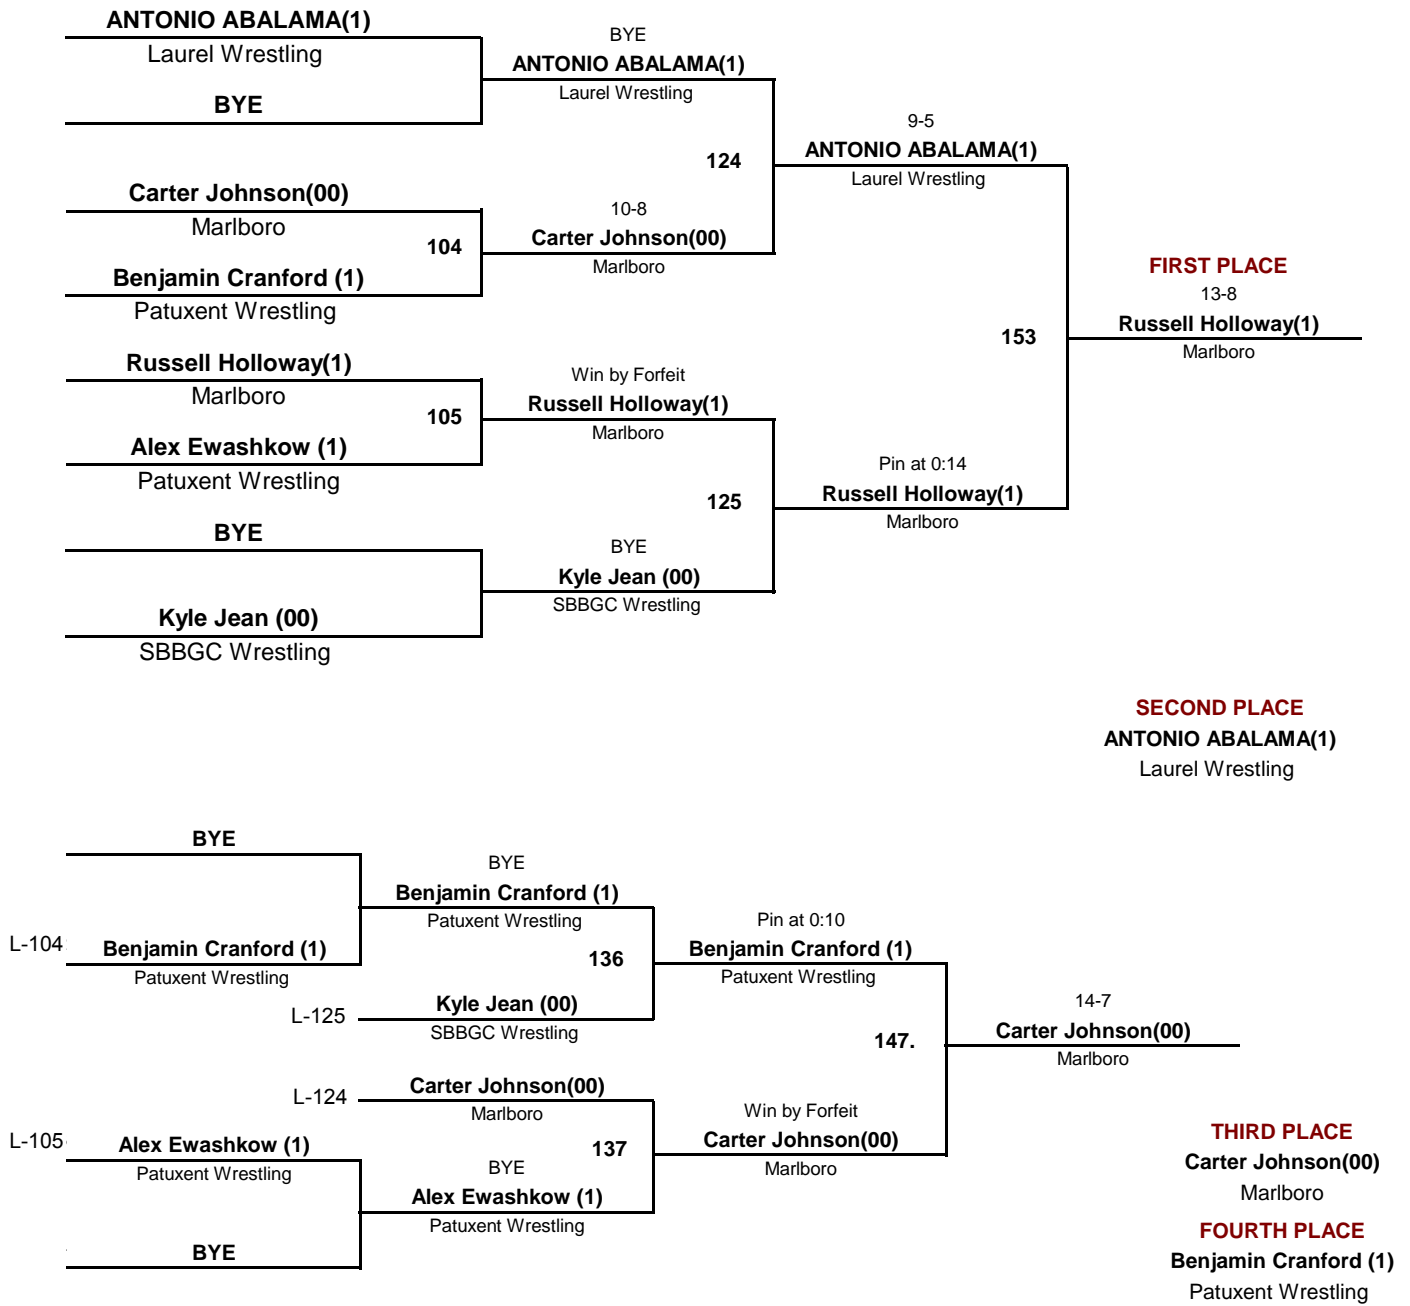 ANTONIO ABALAMA(1)
Laurel Wrestling
BYE
BYE
ANTONIO ABALAMA(1)
Laurel Wrestling
124
9-5
ANTONIO ABALAMA(1)
Laurel Wrestling
Carter Johnson(00)
Marlboro
104
10-8
Carter Johnson(00)
Marlboro
Benjamin Cranford (1)
Patuxent Wrestling
FIRST PLACE
13-8
Russell Holloway(1)
Marlboro
153
Russell Holloway(1)
Marlboro
105
Win by Forfeit
Russell Holloway(1)
Marlboro
Alex Ewashkow (1)
Patuxent Wrestling
125
Pin at 0:14
Russell Holloway(1)
Marlboro
BYE
BYE
Kyle Jean (00)
SBBGC Wrestling
Kyle Jean (00)
SBBGC Wrestling
SECOND PLACE
ANTONIO ABALAMA(1)
Laurel Wrestling
BYE
BYE
Benjamin Cranford (1)
Patuxent Wrestling
L-104
Benjamin Cranford (1)
Patuxent Wrestling
136
Pin at 0:10
Benjamin Cranford (1)
Patuxent Wrestling
L-125
Kyle Jean (00)
SBBGC Wrestling
147.
14-7
Carter Johnson(00)
Marlboro
L-124
Carter Johnson(00)
Marlboro
L-105
Alex Ewashkow (1)
Patuxent Wrestling
137
Win by Forfeit
Carter Johnson(00)
Marlboro
BYE
Alex Ewashkow (1)
Patuxent Wrestling
BYE
THIRD PLACE
Carter Johnson(00)
Marlboro
FOURTH PLACE
Benjamin Cranford (1)
Patuxent Wrestling